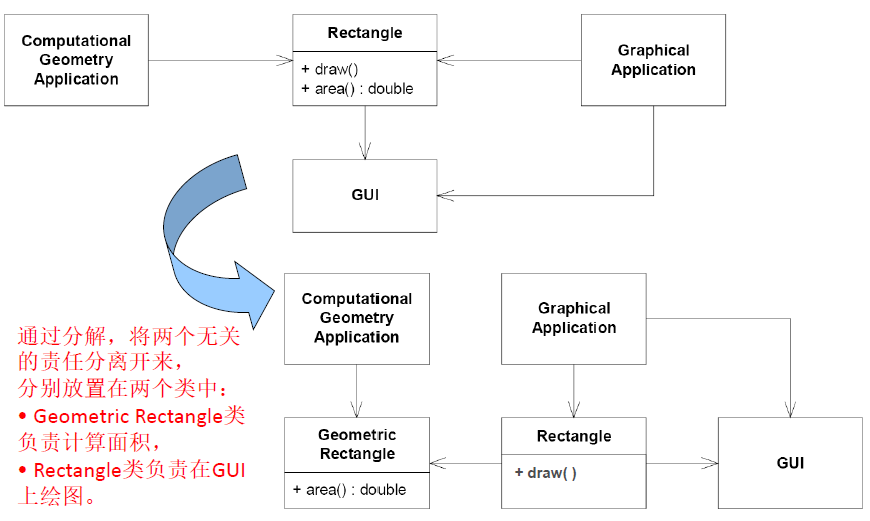 Computational
Geometry
Application
Rectangle
+ draw()
+ area() : double
Graphical
Application
GUI
通过分解，将两个无关
的责任分离开来，
分别放置在两个类中：
• Geometric Rectangle类
负责计算面积，
• Rectangle类负责在GUI
上绘图。
Computational
Geometry
Application
Graphical
Application
Geometric
Rectangle
+ area() : double
Rectangle
+ draw( )
GUI